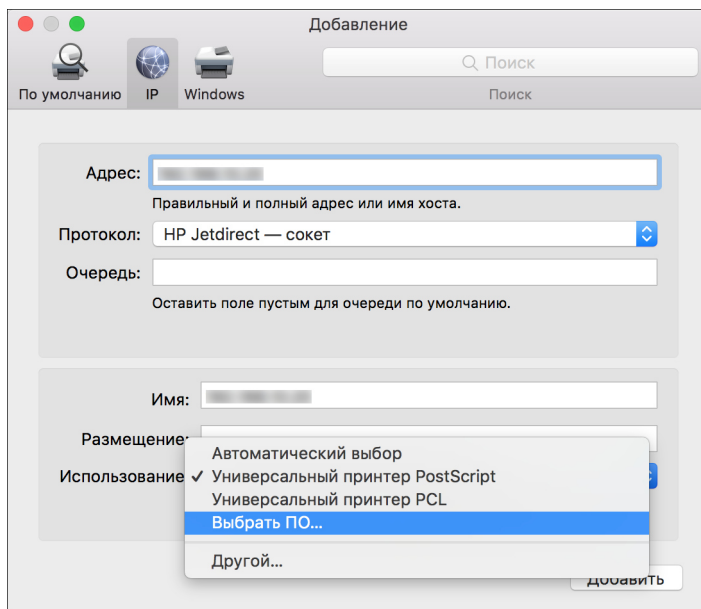 Добавление
Поиск
По умолчанию IP Windows Поиск
Адрес:
Правильный и полный адрес или имя хоста.
Протокол: HP Jetdirect — сокет
Очередь:
Оставить поле пустым для очереди по умолчанию.
Имя:
Размещение:
Автоматический выбор
Использование ✓ Универсальный принтер PostScript
Универсальный принтер PCL
Выбрать ПО...
Другой...
Добавить